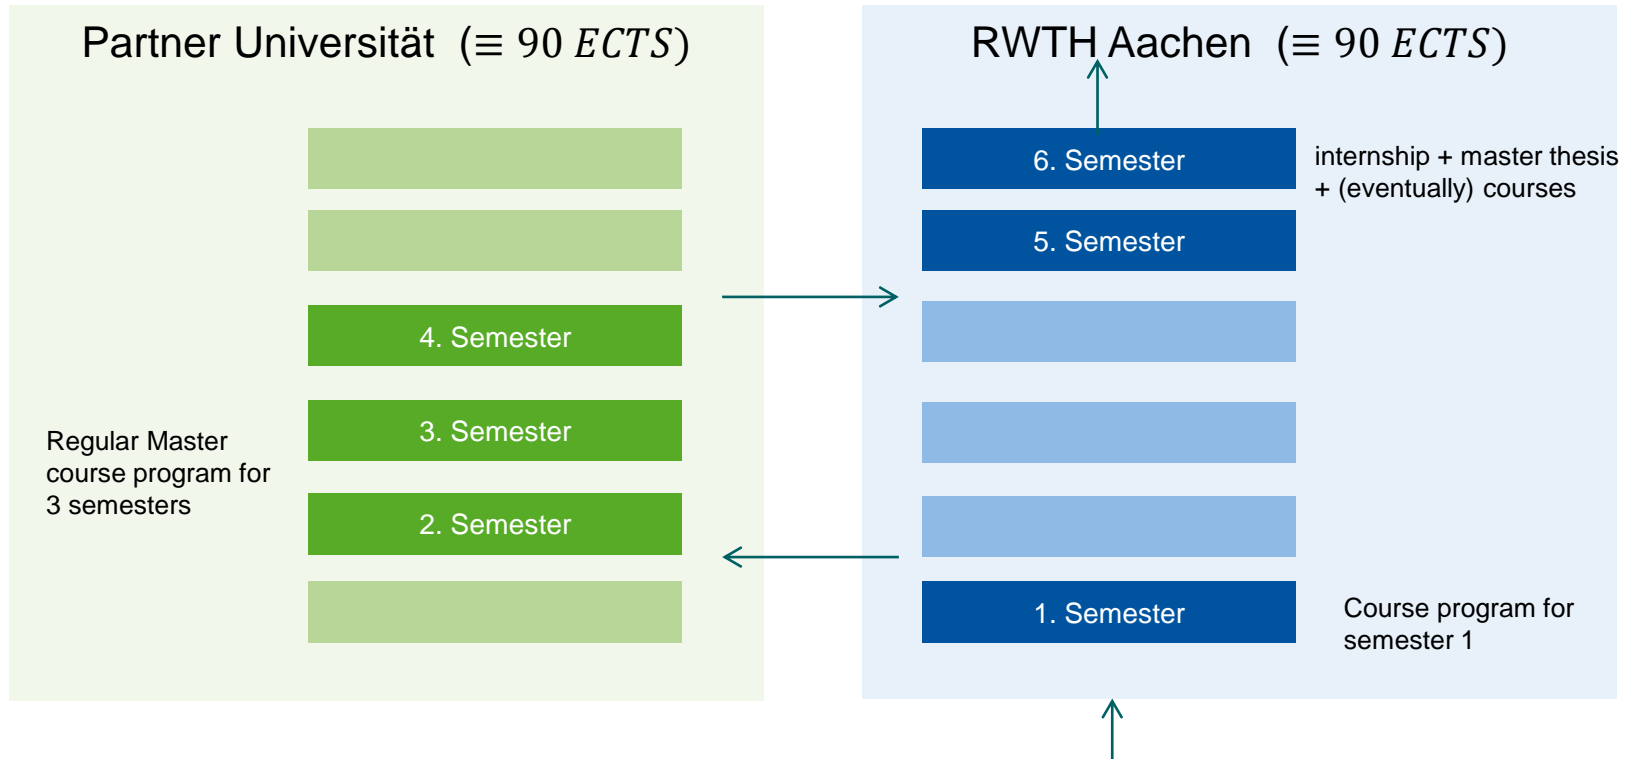 Partner Universität (≡ 90 ECTS)
RWTH Aachen (≡ 90 ECTS)
6. Semester
internship + master thesis
+ (eventually) courses
5. Semester
4. Semester
3. Semester
Regular Master
course program for
3 semesters
2. Semester
1. Semester
Course program for
semester 1